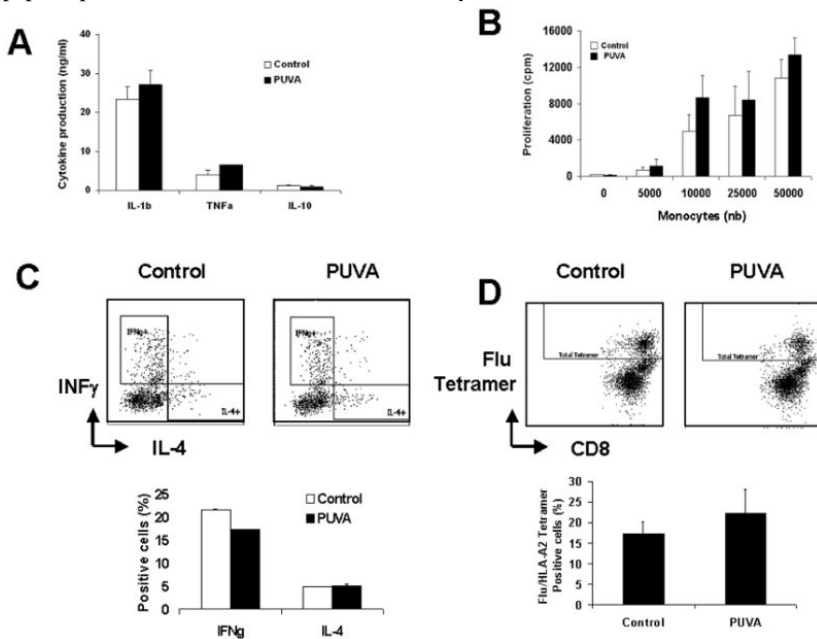 A
Cytokine production (ng/ml)
40
30
20
10
0
Control
PUVA
IL-1b
TNFa
IL-10
B
Proliferation (cpm)
16000
12000
8000
4000
0
Control
PUVA
0
5000
10000
25000
50000
Monocytes (nb)
C
Control
PUVA
INFγ
IFNg+
IL-4+
IFNg+
IL-4+
IL-4
Positive cells (%)
25
20
15
10
5
0
Control
PUVA
IFNg
IL-4
D
Control
PUVA
Flu
Tetramer
Total Tetramer
Total Tetramer
CD8
Flu/HLA-A2 Tetramer
Positive cells (%)
30
25
20
15
10
5
0
Control
PUVA